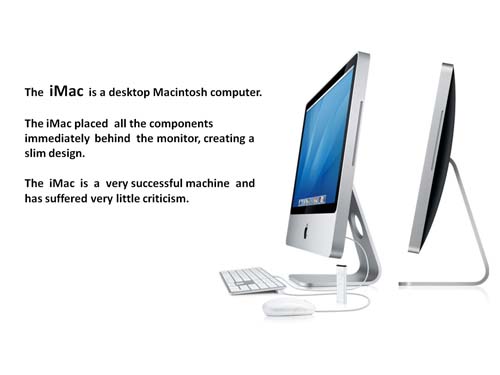 The iMac is a desktop Macintosh computer.
The iMac placed all the components
immediately behind the monitor, creating a
slim design.
The iMac is a very successful machine and
has suffered very little criticism.